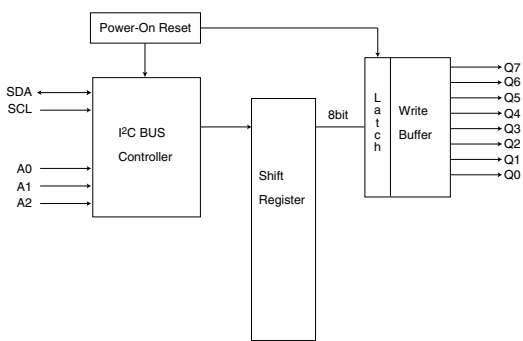 Power-On Reset
SDA
SCL
A0
A1
A2
I²C BUS
Controller
Shift
Register
8bit
Latch
Write
Buffer
Q7
Q6
Q5
Q4
Q3
Q2
Q1
Q0